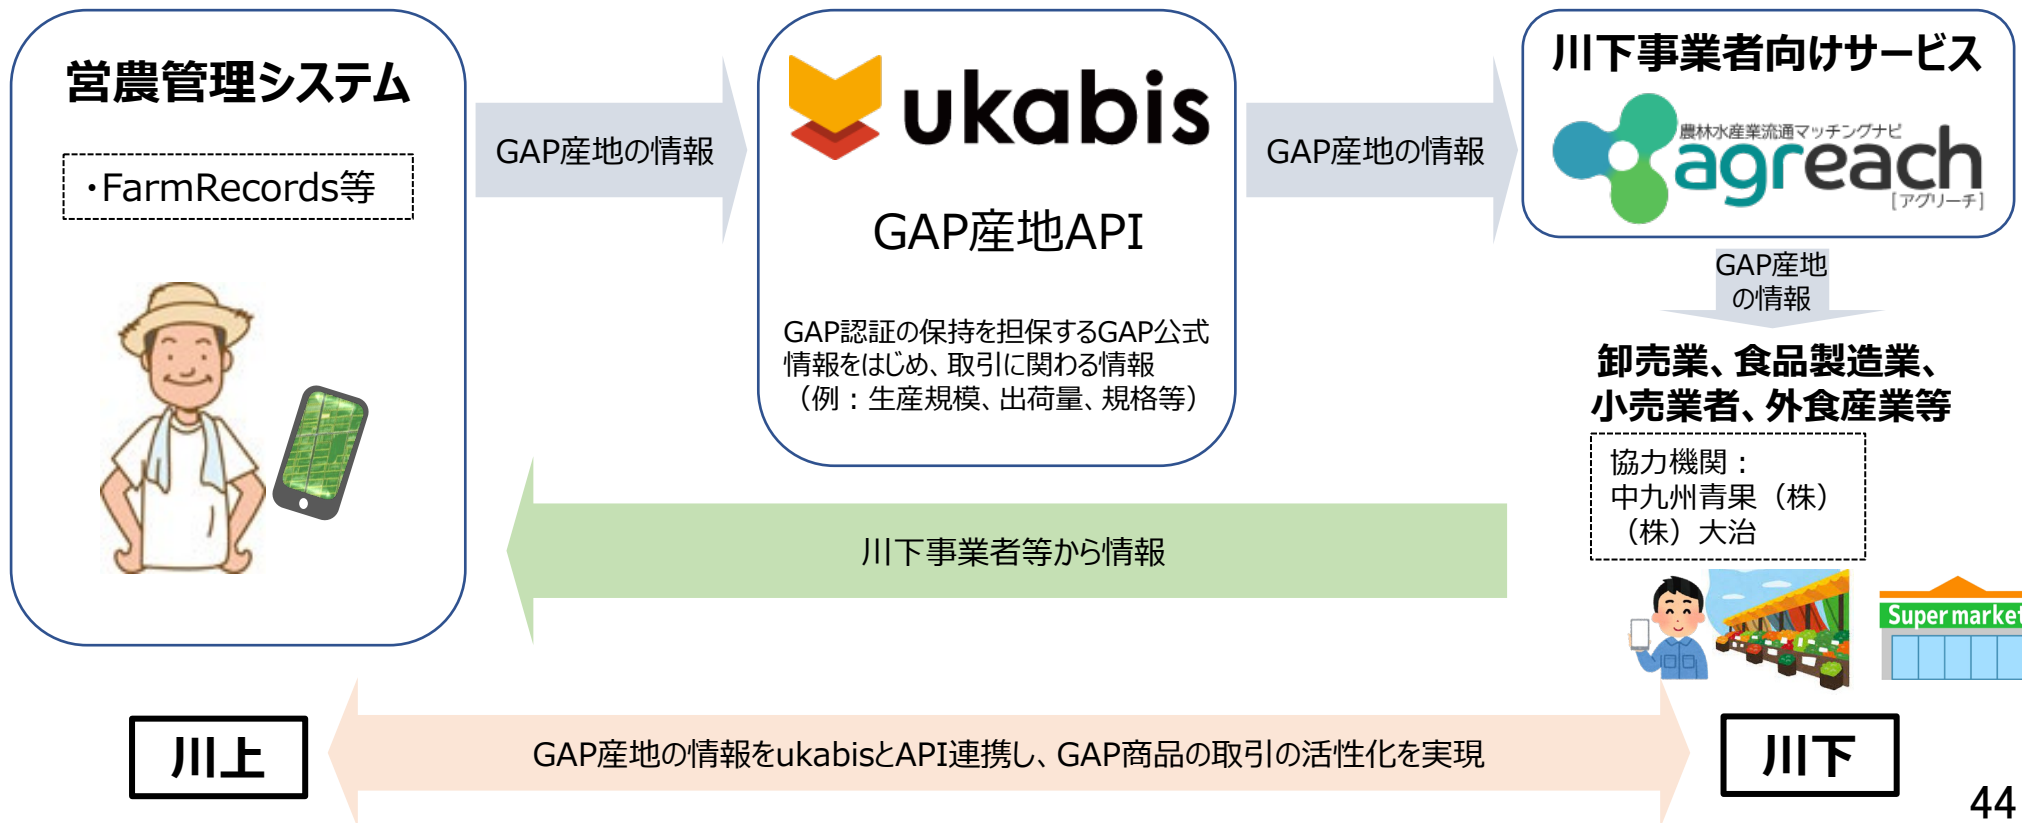 営農管理システム
・FarmRecords等
GAP産地の情報
ukabis
GAP産地API
GAP認証の保持を担保するGAP公式
情報をはじめ、取引に関わる情報
（例：生産規模、出荷量、規格等）
GAP産地の情報
川下事業者向けサービス
農林水産業流通マッチングナビ
agreach
[アグリーチ]
GAP産地
の情報
卸売業、食品製造業、
小売業者、外食産業等
協力機関：
中九州青果（株）
（株）大治
Super market
川下事業者等から情報
川上
GAP産地の情報をukabisとAPI連携し、GAP商品の取引の活性化を実現
川下
44